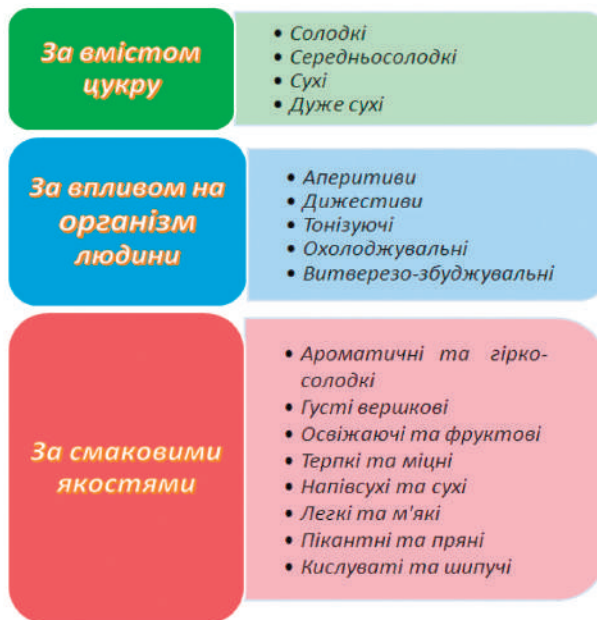 За вмістом
цукру
• Солодкі
• Середньосолодкі
• Сухі
• Дуже сухі
За впливом на
організм
людини
• Аперитиви
• Дижестиви
• Тонізуючі
• Охолоджувальні
• Витверезо-збуджувальні
За смаковими
якостями
• Ароматичні та гірко-
солодкі
• Густі вершкові
• Освіжаючі та фруктові
• Терпкі та міцні
• Напівсухі та сухі
• Легкі та м'які
• Пікантні та пряні
• Кислуваті та шипучі